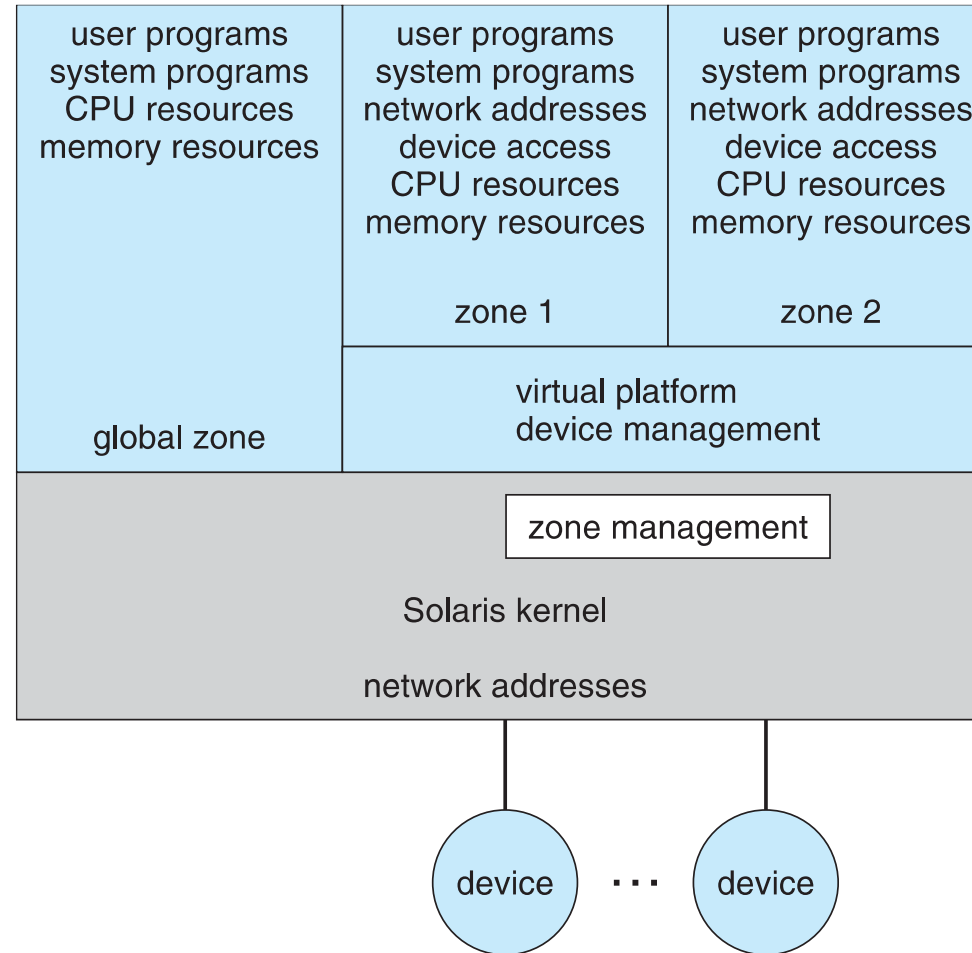 user programs
system programs
CPU resources
memory resources
global zone
user programs
system programs
network addresses
device access
CPU resources
memory resources
zone 1
user programs
system programs
network addresses
device access
CPU resources
memory resources
zone 2
virtual platform
device management
zone management
Solaris kernel
network addresses
device
...
device